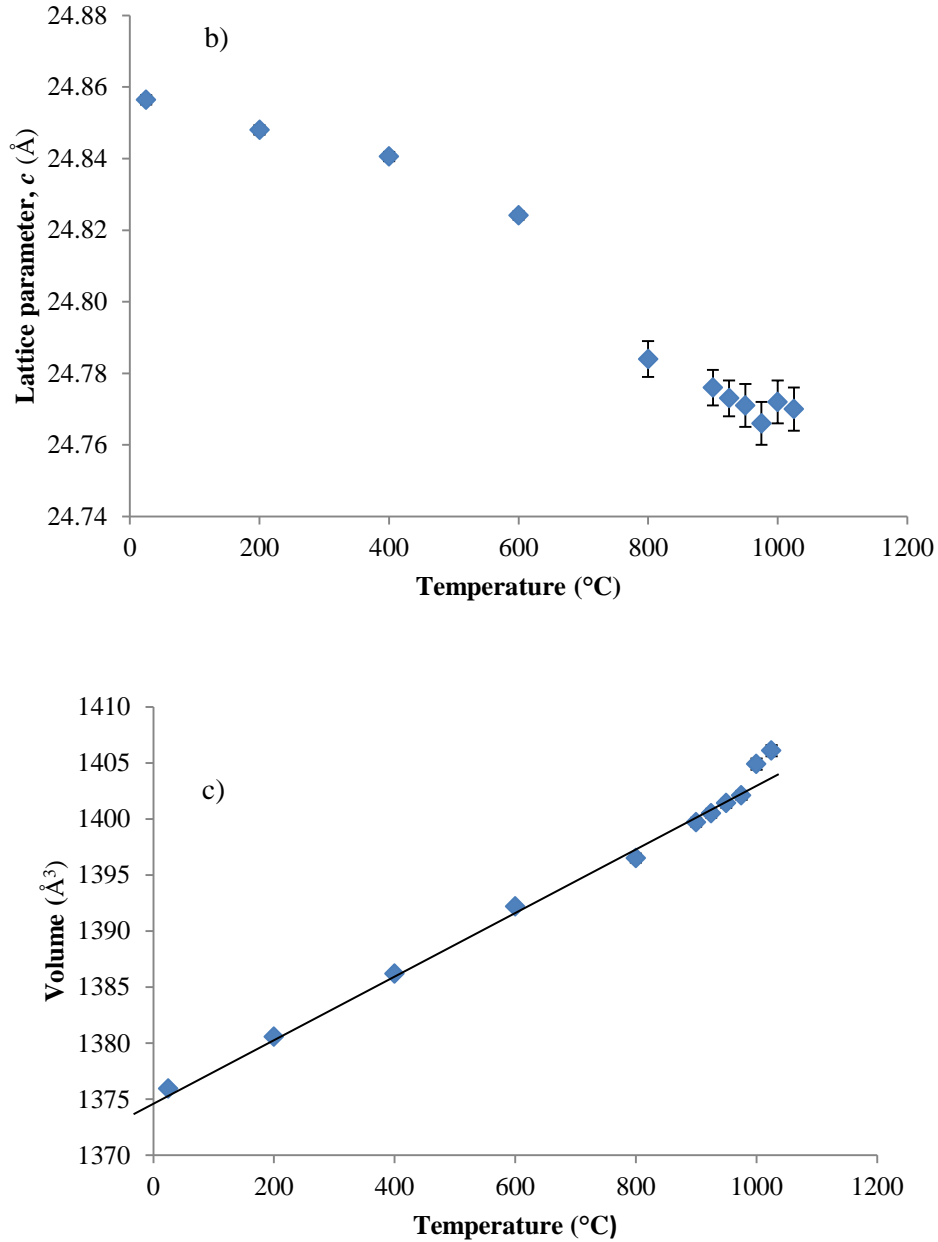 b)
24.88
24.86
24.84
24.82
24.80
24.78
24.76
24.74
Lattice parameter, c (Å)
0 200 400 600 800 1000 1200
Temperature (°C)
c)
1410
1405
1400
1395
1390
1385
1380
1375
1370
Volume (Å³)
0 200 400 600 800 1000 1200
Temperature (°C)